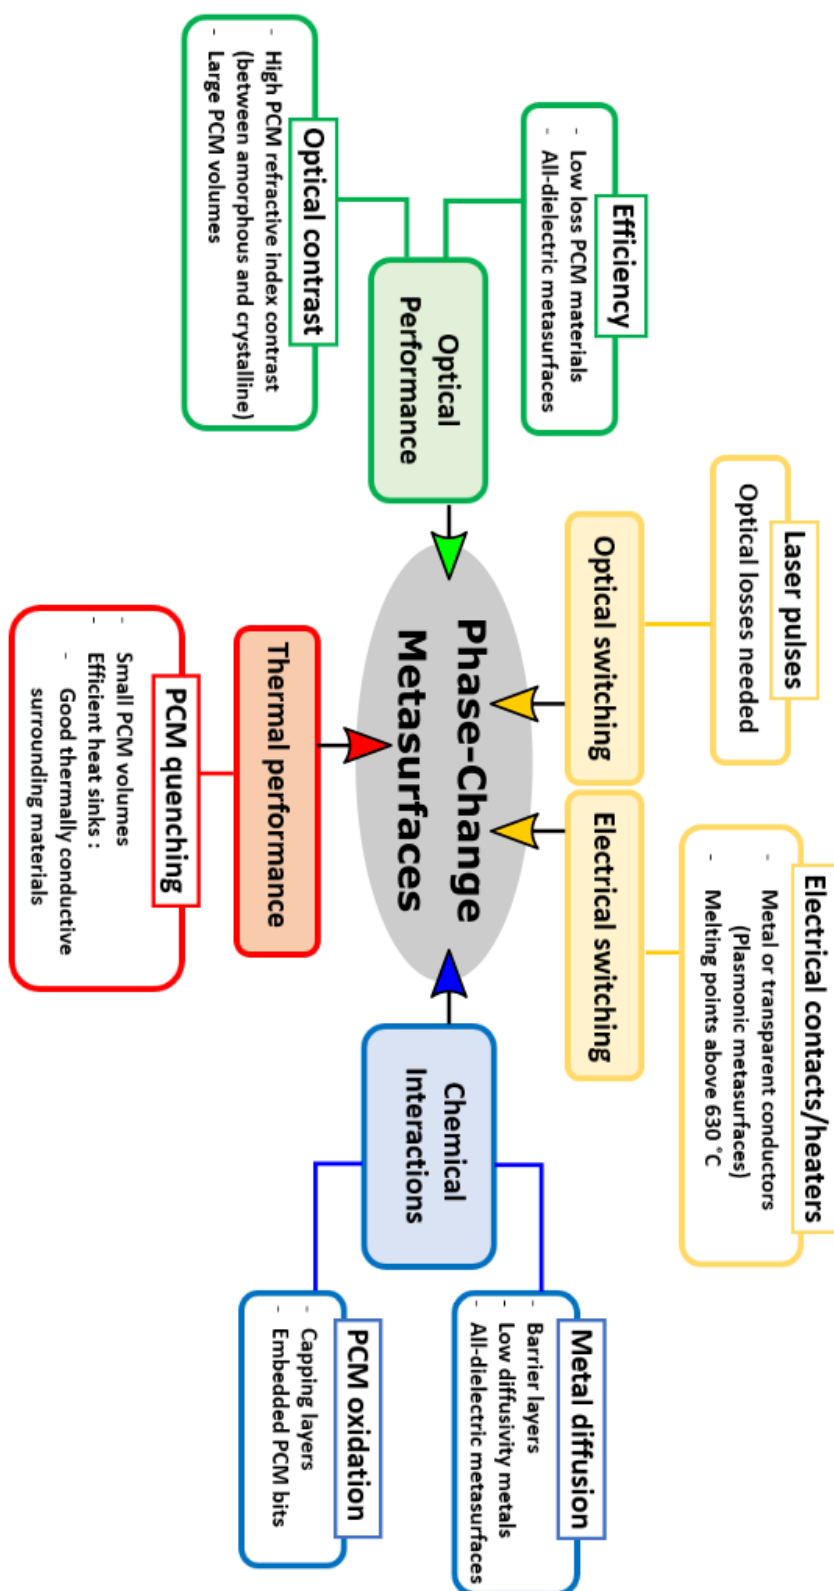 Laser pulses
Optical losses needed
Electrical contacts/heaters
- Metal or transparent conductors
(Plasmonic metasurfaces)
- Melting points above 630 °C
Efficiency
- Low loss PCM materials
- All-dielectric metasurfaces
Optical switching
Electrical switching
Metal diffusion
- Barrier layers
- Low diffusivity metals
- All-dielectric metasurfaces
Optical
Performance
Phase-Change
Metasurfaces
Chemical
Interactions
Optical contrast
- High PCM refractive index contrast
(between amorphous and crystalline)
- Large PCM volumes
Thermal performance
PCM oxidation
- Capping layers
- Embedded PCM bits
PCM quenching
- Small PCM volumes
- Efficient heat sinks :
- Good thermally conductive
surrounding materials